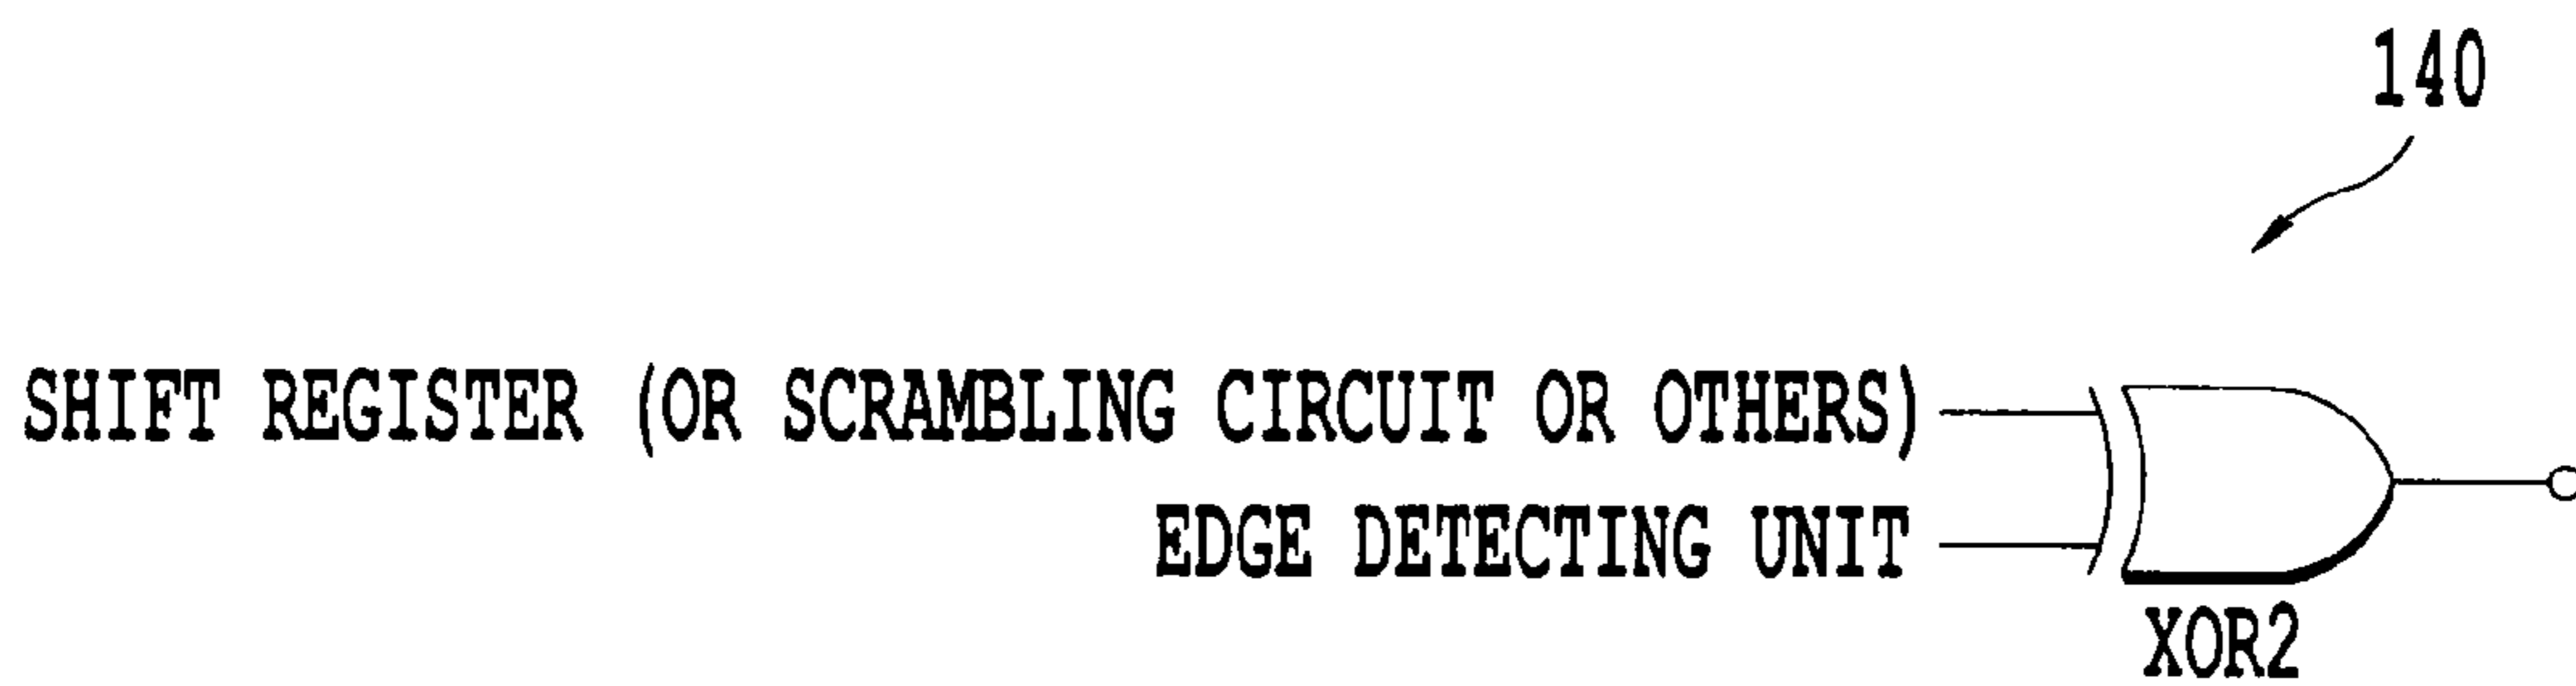 140
SHIFT REGISTER (OR SCRAMBLING CIRCUIT OR OTHERS)
EDGE DETECTING UNIT
XOR2